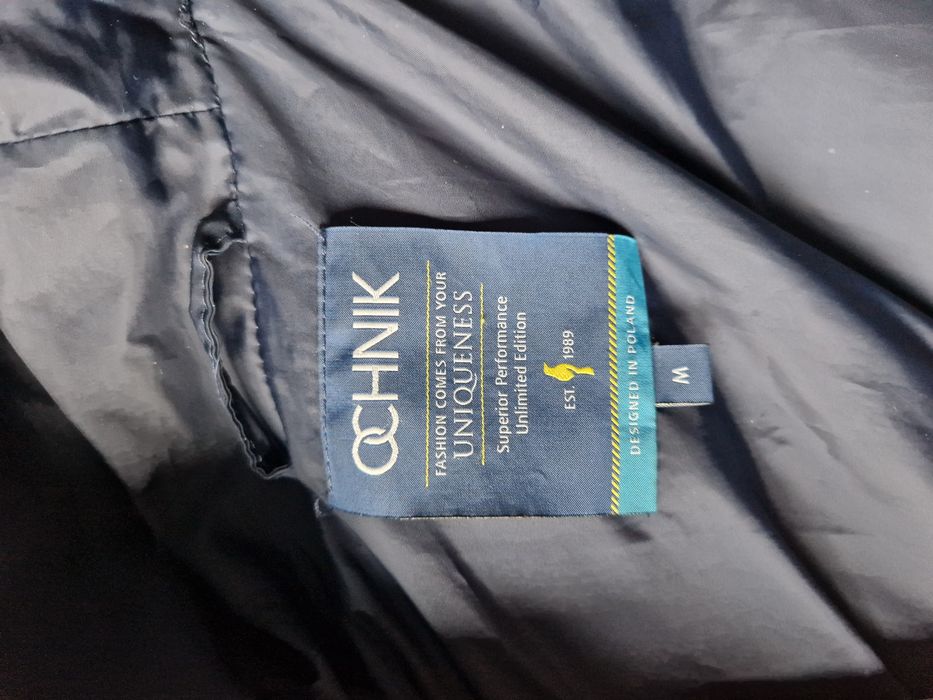 OCHNIK
FASHION COMES FROM YOUR
UNIQUENESS
Superior Performance
Unlimited Edition
EST. 1989
DESIGNED IN POLAND
M